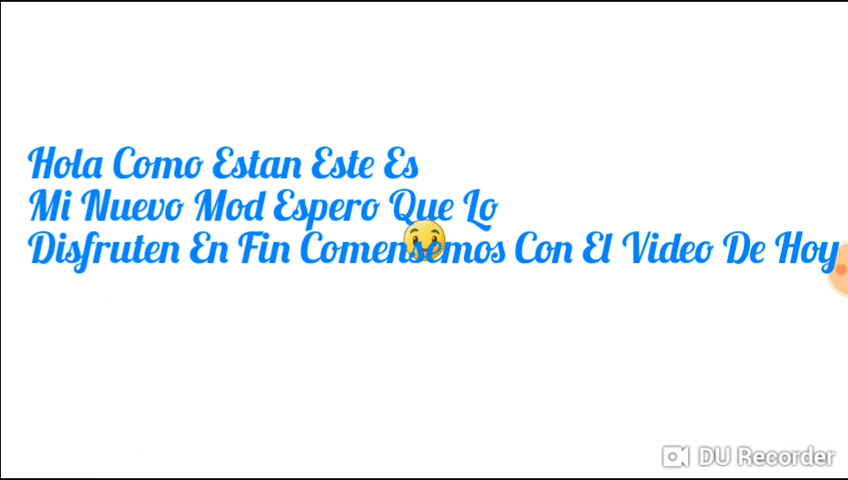 Hola Como Estan Este Es
Mi Nuevo Mod Espero Que Lo
Disfruten En Fin Comensemos Con El Video De Hoy
DU Recorder